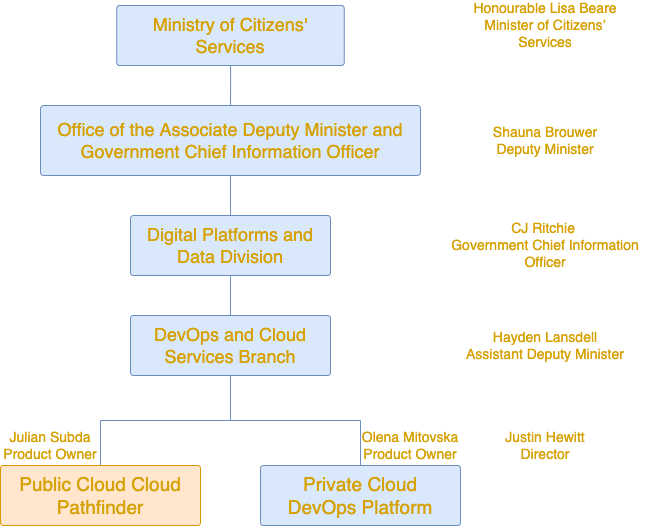 Ministry of Citizens'
Services
Honourable Lisa Beare
Minister of Citizens'
Services
Office of the Associate Deputy Minister and
Government Chief Information Officer
Shauna Brouwer
Deputy Minister
Digital Platforms and
Data Division
CJ Ritchie
Government Chief Information
Officer
DevOps and Cloud
Services Branch
Hayden Lansdell
Assistant Deputy Minister
Julian Subda
Product Owner
Olena Mitovska
Product Owner
Justin Hewitt
Director
Public Cloud Cloud
Pathfinder
Private Cloud
DevOps Platform